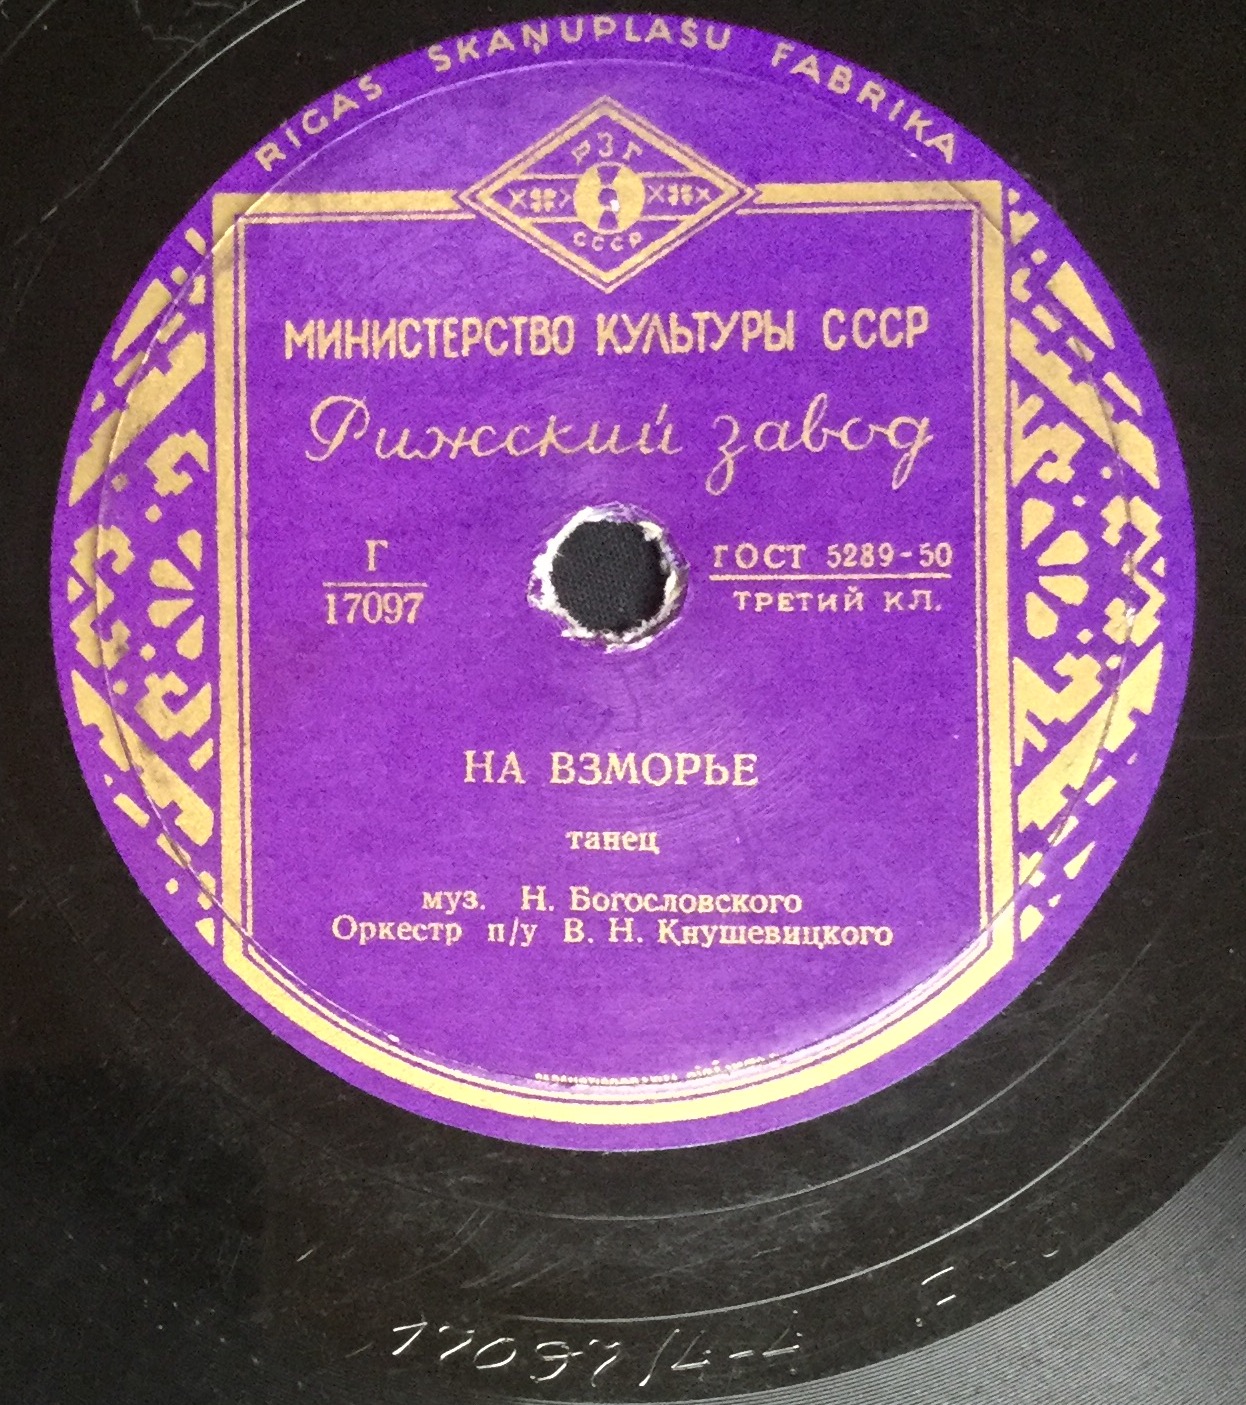 RĪGAS SKAŅUPLAŠU FABRIKA
РЗГ
СССР
МИНИСТЕРСТВО КУЛЬТУРЫ СССР
Рижский завод
Г
17097
ГОСТ 5289-50
ТРЕТИЙ КЛ.
НА ВЗМОРЬЕ
танец
муз. Н. Богословского
Оркестр п/у В. Н. Кнушевицкого
17097/4-4